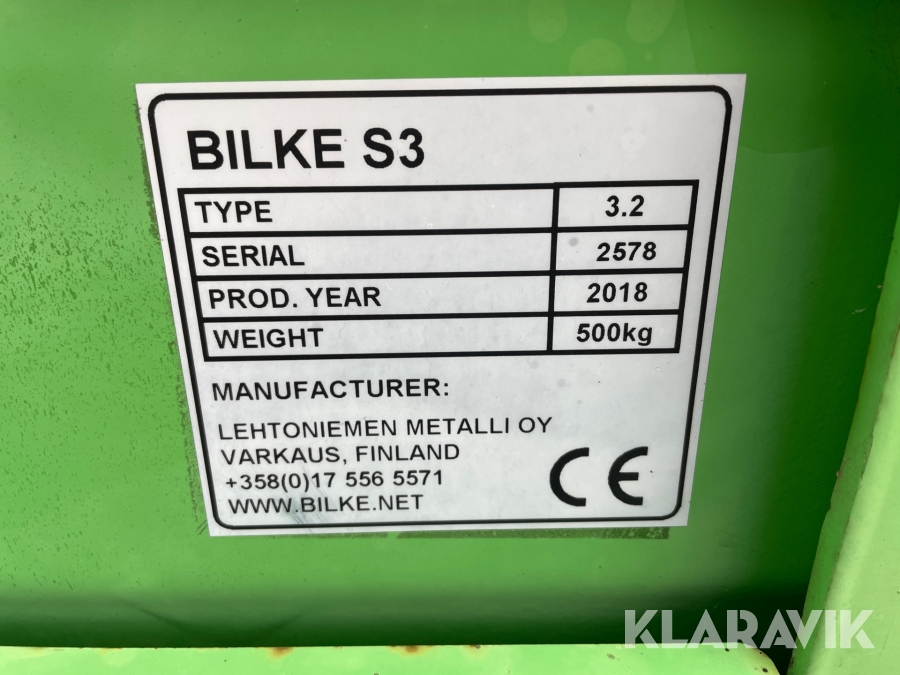 BILKE S3
TYPE 3.2
SERIAL 2578
PROD. YEAR 2018
WEIGHT 500kg
MANUFACTURER:
LEHTONIEMEN METALLI OY
VARKAUS, FINLAND
+358(0)17 556 5571
WWW.BILKE.NET
CE
KLARAVIK